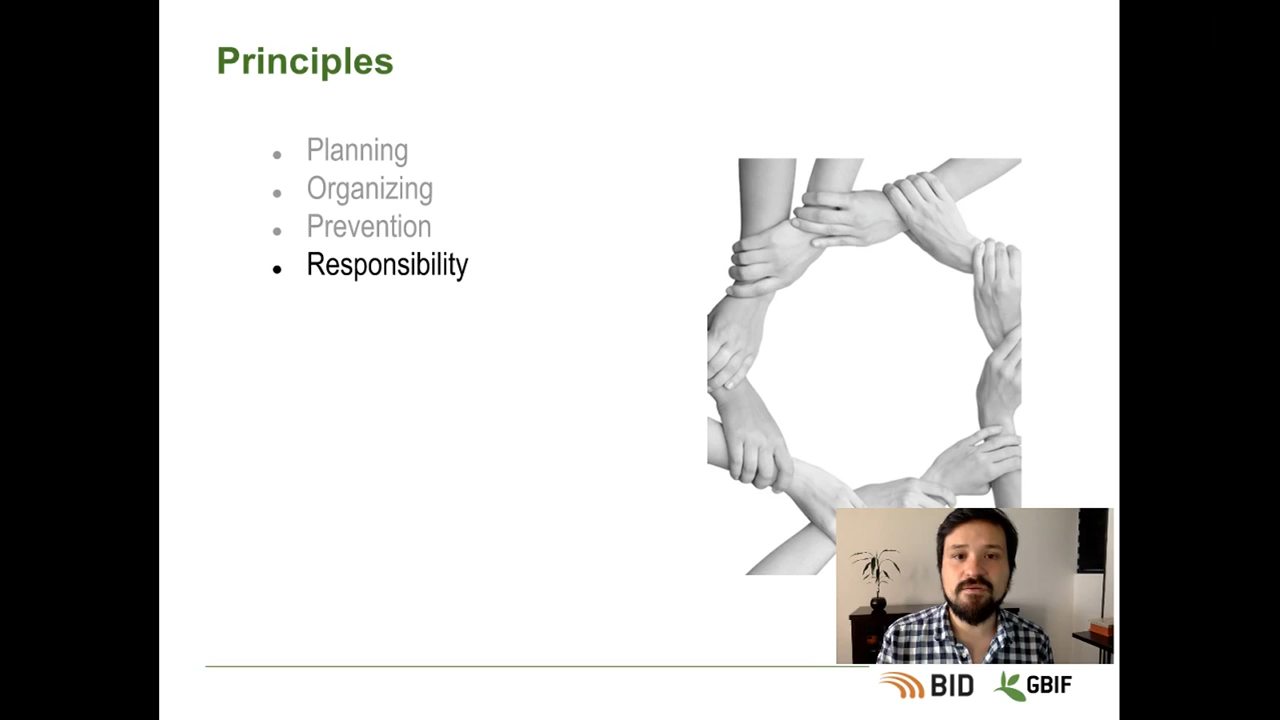 Principles
• Planning
• Organizing
• Prevention
• Responsibility
BID GBIF